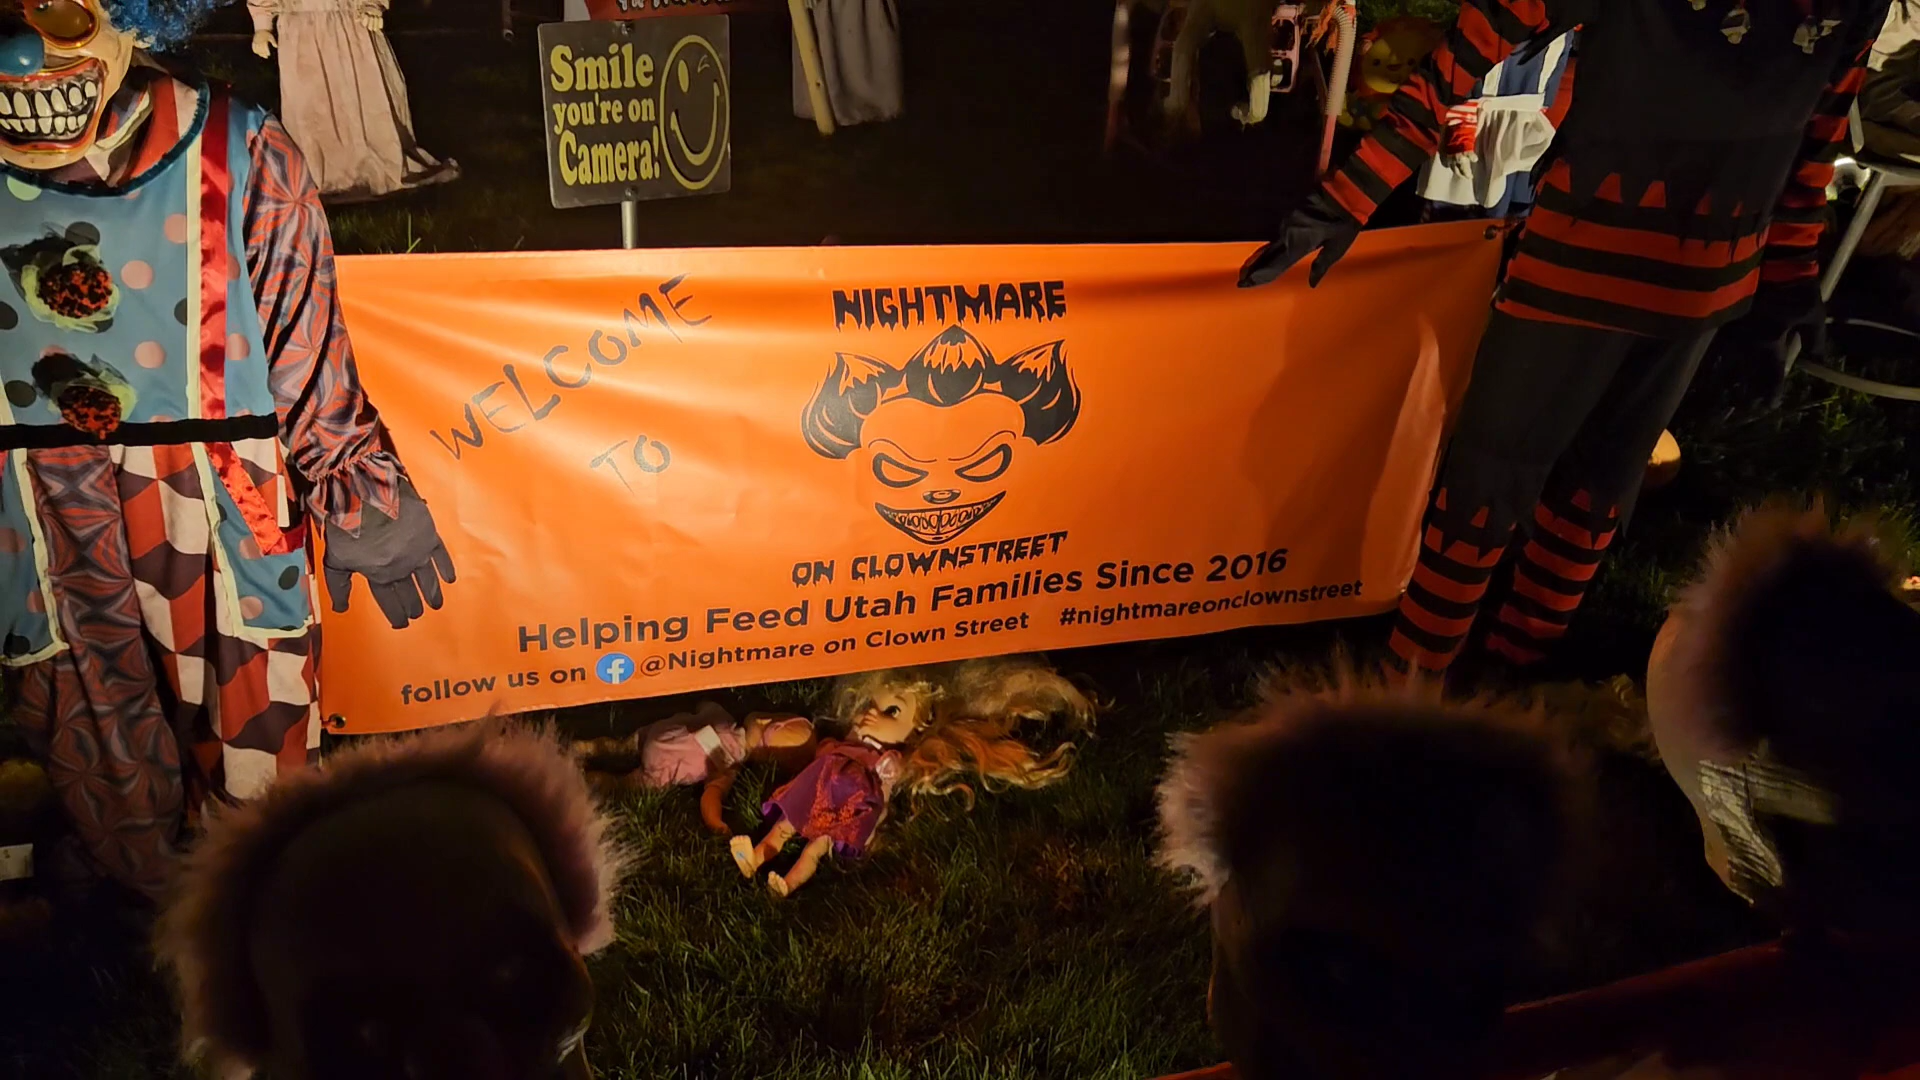 Smile
you're on
Camera!
WELCOME
TO
NIGHTMARE
ON CLOWNSTREET
Helping Feed Utah Families Since 2016
follow us on f @Nightmare on Clown Street #nightmareonclownstreet